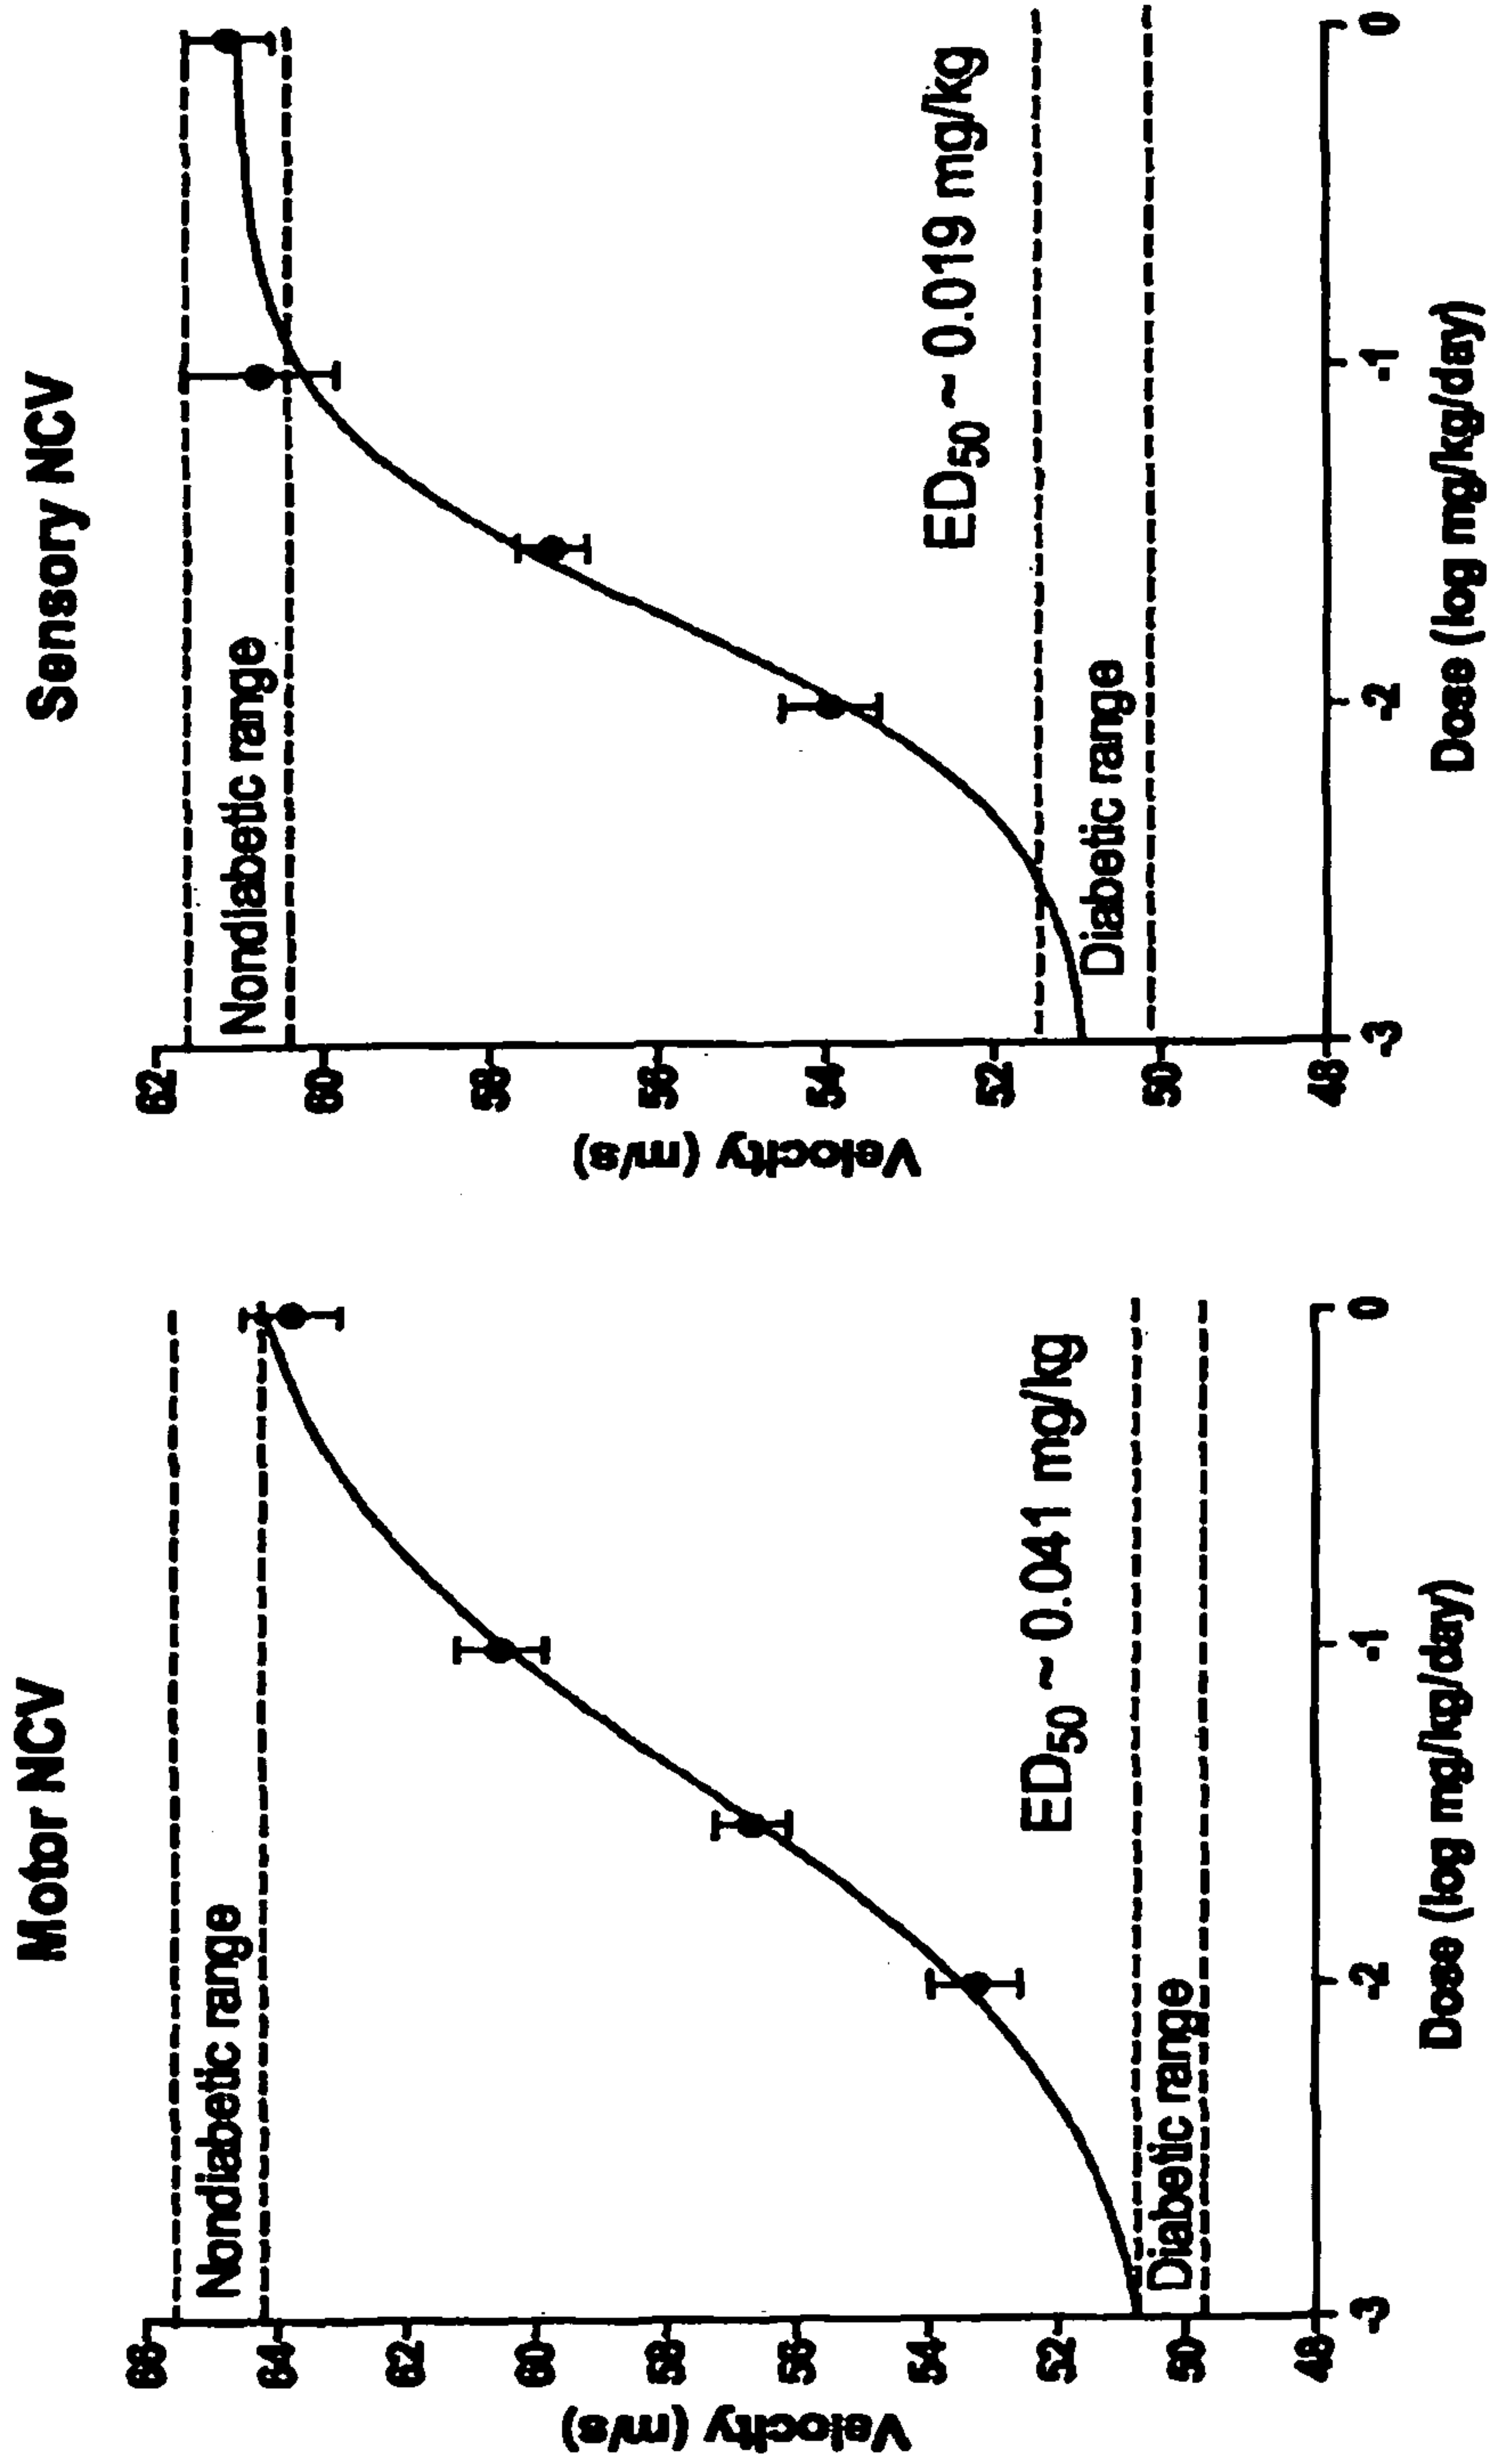 Motor NCV
66
64
62
60
58
56
54
52
50
48
Velocity (m/s)
Nondiabetic range
ED50 ~ 0.041 mg/kg
Diabetic range
-3
-2
-1
0
Dose (log mg/kg/day)
Sensory NCV
62
60
58
56
54
52
50
48
Velocity (m/s)
Nondiabetic range
ED50 ~ 0.019 mg/kg
Diabetic range
-3
-2
-1
0
Dose (log mg/kg/day)